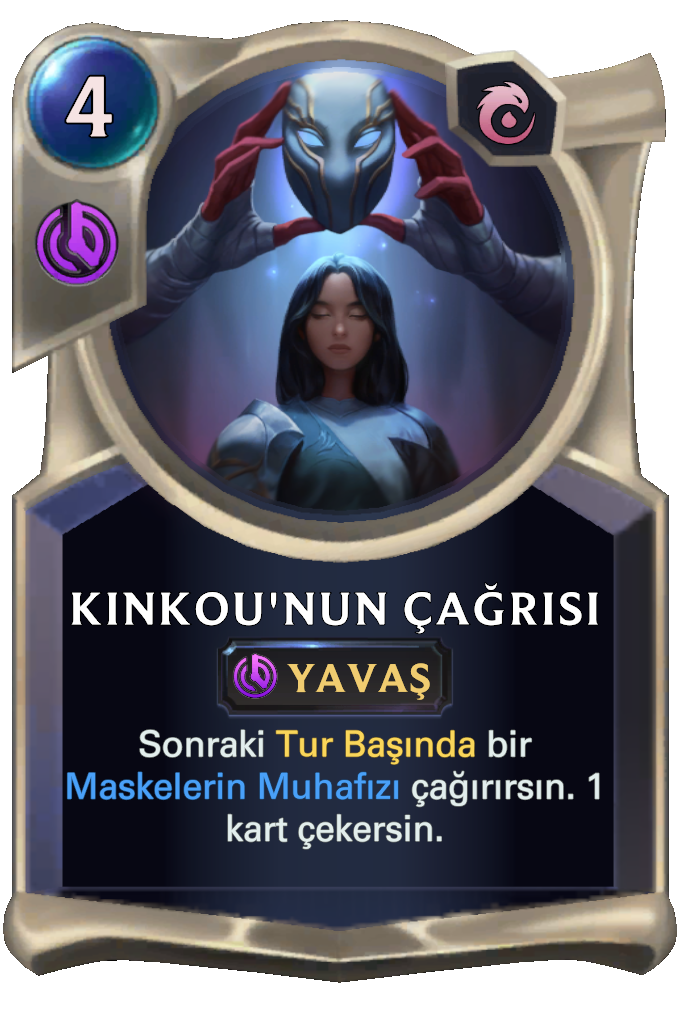 4
KINKOU'NUN ÇAĞRISI
YAVAŞ
Sonraki Tur Başında bir
Maskelerin Muhafızı çağırırsın. 1
kart çekersin.